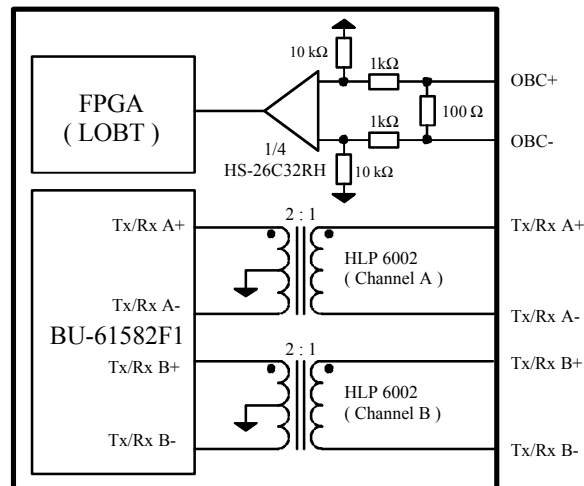 10 kΩ
1kΩ
OBC+
FPGA
( LOBT )
100 Ω
1kΩ
OBC-
1/4
HS-26C32RH
10 kΩ
2 : 1
Tx/Rx A+
Tx/Rx A+
HLP 6002
( Channel A )
Tx/Rx A-
Tx/Rx A-
BU-61582F1
2 : 1
Tx/Rx B+
Tx/Rx B+
HLP 6002
( Channel B )
Tx/Rx B-
Tx/Rx B-